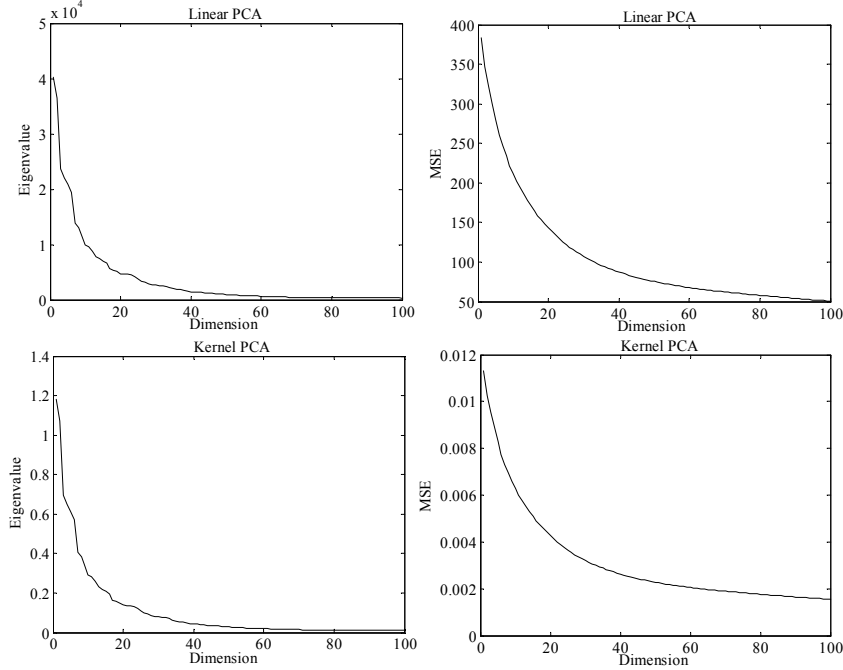 x 10^4
Linear PCA
5
4
3
2
1
0
Eigenvalue
0 20 40 60 80 100
Dimension
Linear PCA
400
350
300
250
200
150
100
50
MSE
0 20 40 60 80 100
Dimension
Kernel PCA
1.4
1.2
1
0.8
0.6
0.4
0.2
0
Eigenvalue
0 20 40 60 80 100
Dimension
Kernel PCA
0.012
0.01
0.008
0.006
0.004
0.002
0
MSE
0 20 40 60 80 100
Dimension